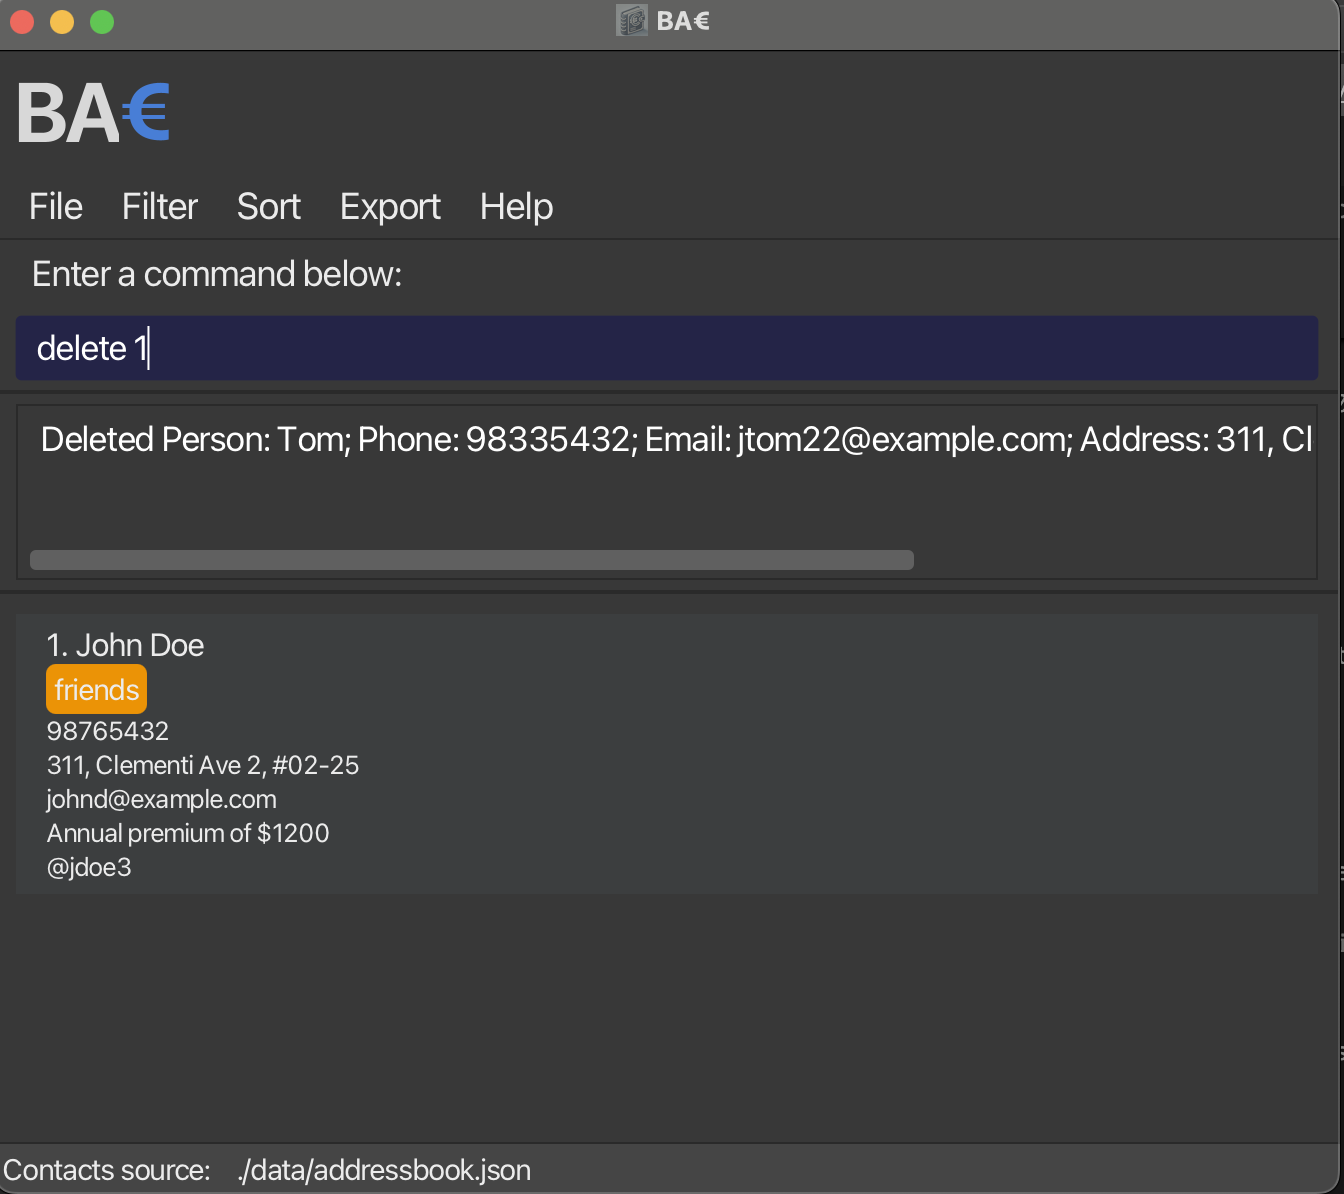 BA€
BA€
File Filter Sort Export Help
Enter a command below:
delete 1
Deleted Person: Tom; Phone: 98335432; Email: jtom22@example.com; Address: 311, Cl
1. John Doe
friends
98765432
311, Clementi Ave 2, #02-25
johnd@example.com
Annual premium of $1200
@jdoe3
Contacts source: ./data/addressbook.json